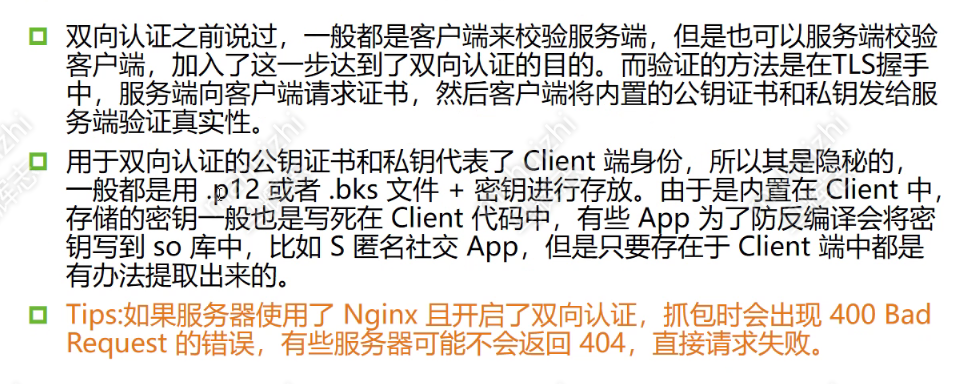 双向认证之前说过，一般都是客户端来校验服务端，但是也可以服务端校验
客户端，加入了这一步达到了双向认证的目的。而验证的方法是在TLS握手
中，服务端向客户端请求证书，然后客户端将内置的公钥证书和私钥发给服
务端验证真实性。
用于双向认证的公钥证书和私钥代表了 Client 端身份，所以其是隐秘的，
一般都是用 .p12 或者 .bks 文件 + 密钥进行存放。由于是内置在 Client 中，
存储的密钥一般也是写死在 Client 代码中，有些 App 为了防反编译会将密
钥写到 so 库中，比如 S 匿名社交 App，但是只要存在于 Client 端中都是
有办法提取出来的。
Tips:如果服务器使用了 Nginx 且开启了双向认证，抓包时会出现 400 Bad
Request 的错误，有些服务器可能不会返回 404，直接请求失败。